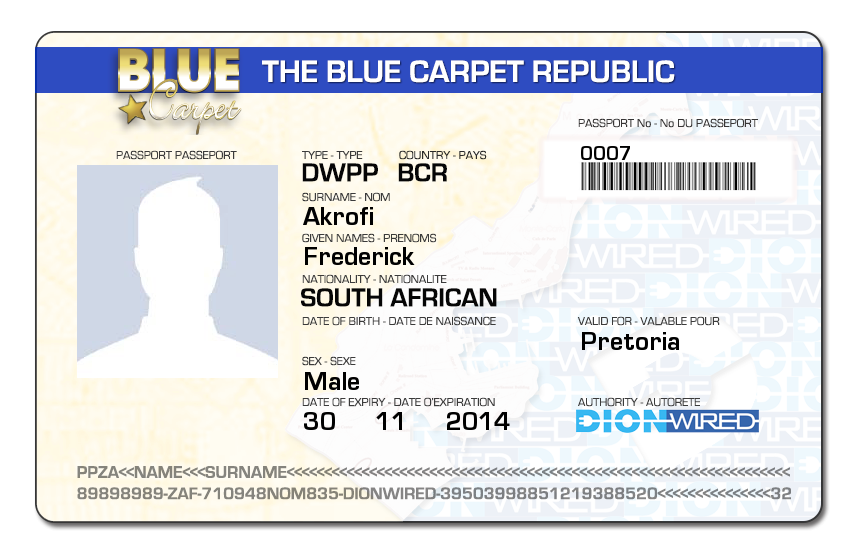 BLUE Carpet THE BLUE CARPET REPUBLIC
PASSPORT No - No DU PASSEPORT
0007
PASSPORT PASSEPORT
TYPE - TYPE COUNTRY - PAYS
DWPP BCR
SURNAME - NOM
Akrofi
GIVEN NAMES - PRENOMS
Frederick
NATIONALITY - NATIONALITE
SOUTH AFRICAN
DATE OF BIRTH - DATE DE NAISSANCE
VALID FOR - VALABLE POUR
Pretoria
SEX - SEXE
Male
DATE OF EXPIRY - DATE O'EXPIRATION
30 11 2014
AUTHORITY - AUTORETE
DION WIRED
PPZA<<NAME<<<SURNAME<<<<<<<<<<<<<<<<<<<<<<<<<<<<<<<<<<<<<<<<<<<<<<<<<<<<<<<<<<<<<<<
89898989-ZAF-710948NOM835-DIONWIRED-39503998851219388520<<<<<<<<<<<<<<<32